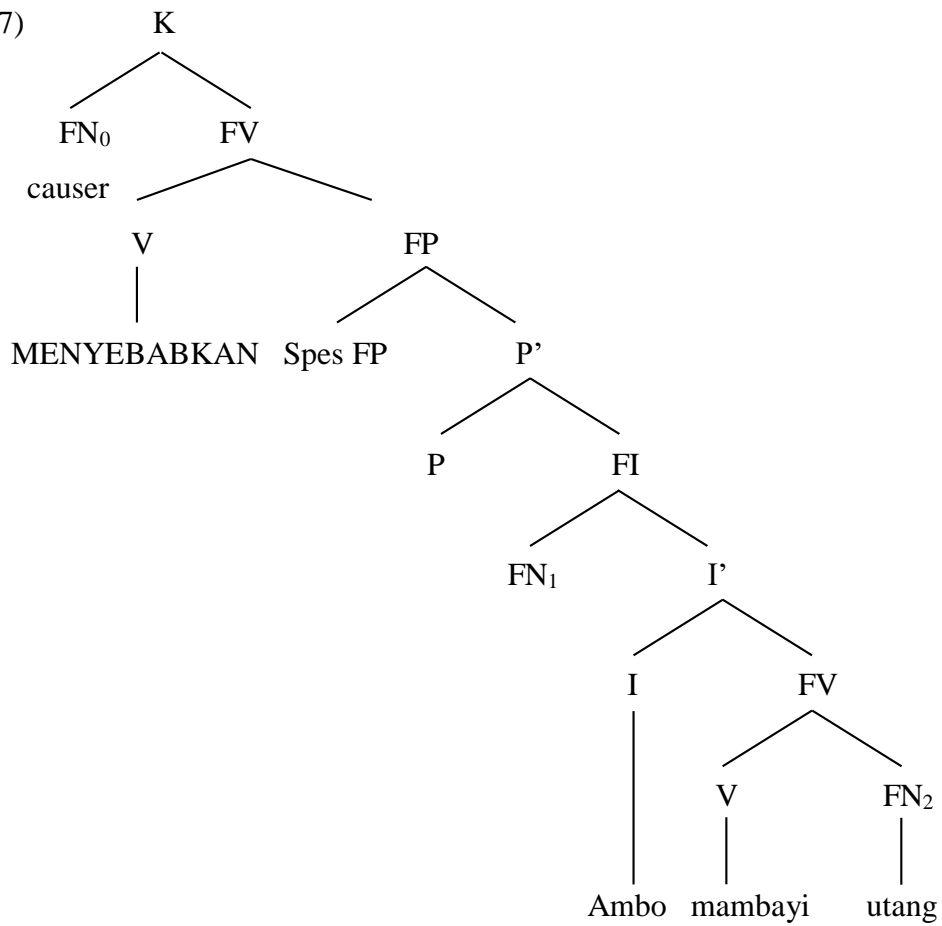 7) K
FN₀ FV
causer
V FP
MENYEBABKAN Spes FP P’
P FI
FN₁ I’
I FV
V FN₂
Ambo mambayi utang